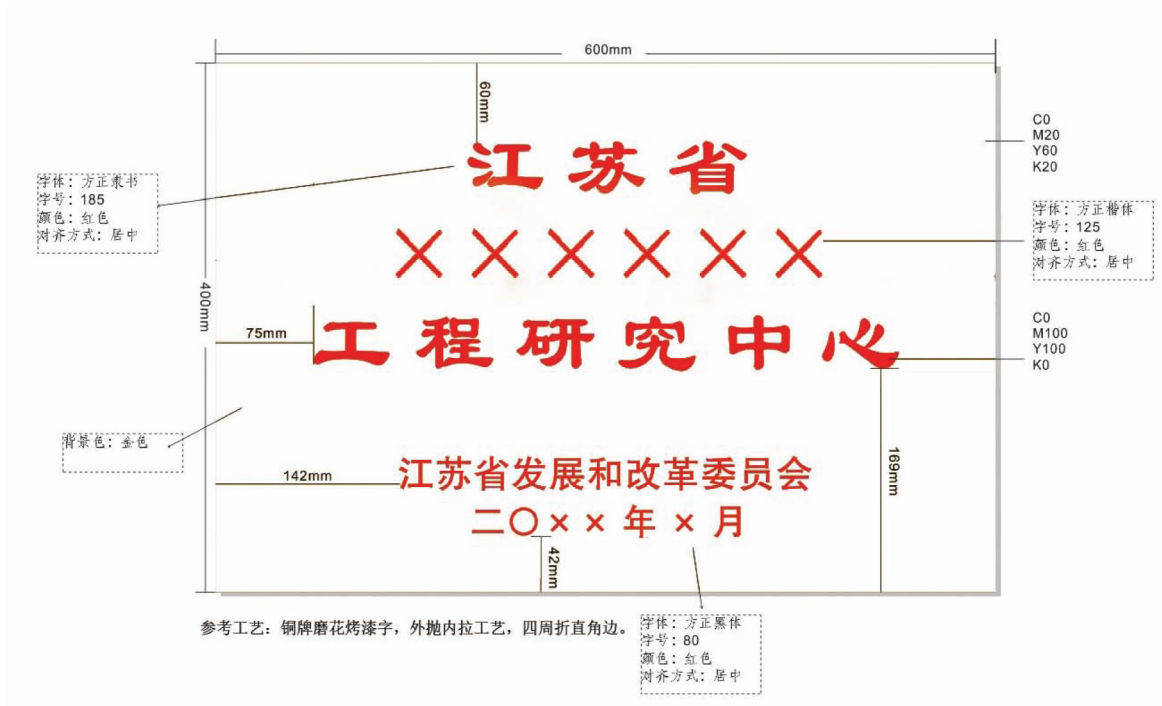 600mm
60mm
C0
M20
Y60
K20
江苏省
字体：方正隶书
字号：185
颜色：红色
对齐方式：居中
××××××
字体：方正楷体
字号：125
颜色：红色
对齐方式：居中
400mm
75mm
工程研究中心
C0
M100
Y100
K0
背景色：金色
142mm
江苏省发展和改革委员会
169mm
二〇××年×月
42mm
参考工艺：铜牌磨花烤漆字，外抛内拉工艺，四周折直角边。
字体：方正黑体
字号：80
颜色：红色
对齐方式：居中